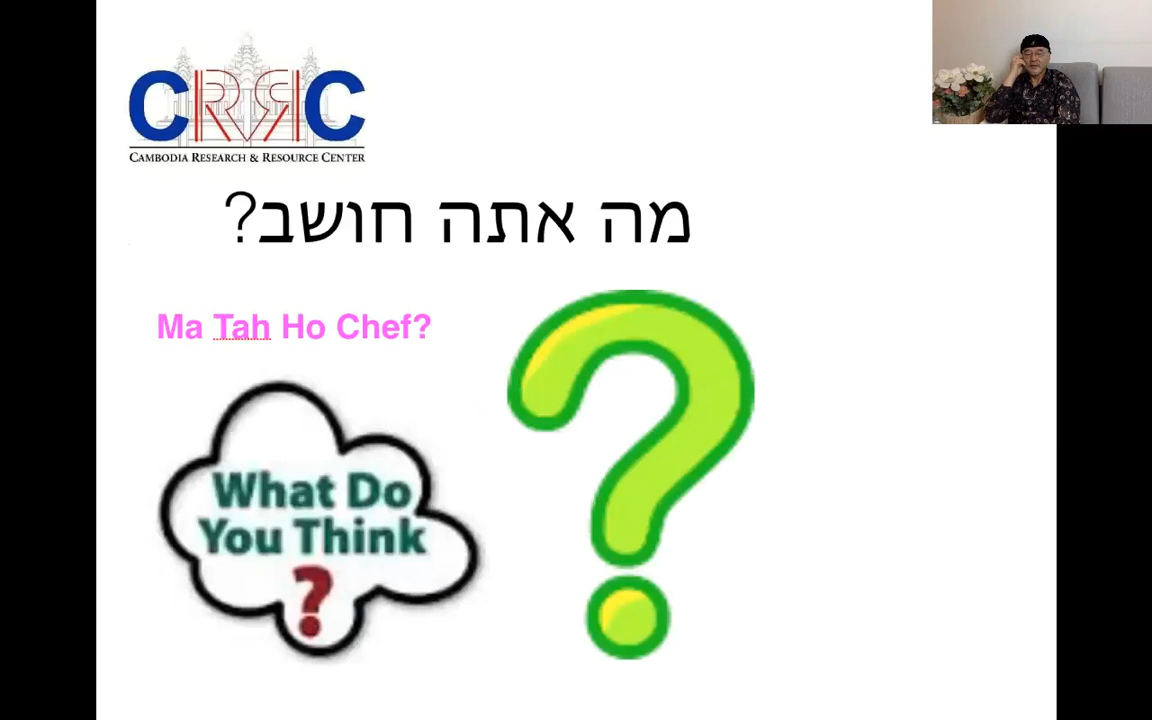 CRRC
CAMBODIA RESEARCH & RESOURCE CENTER
מה אתה חושב?
Ma Tah Ho Chef?
What Do
You Think
?